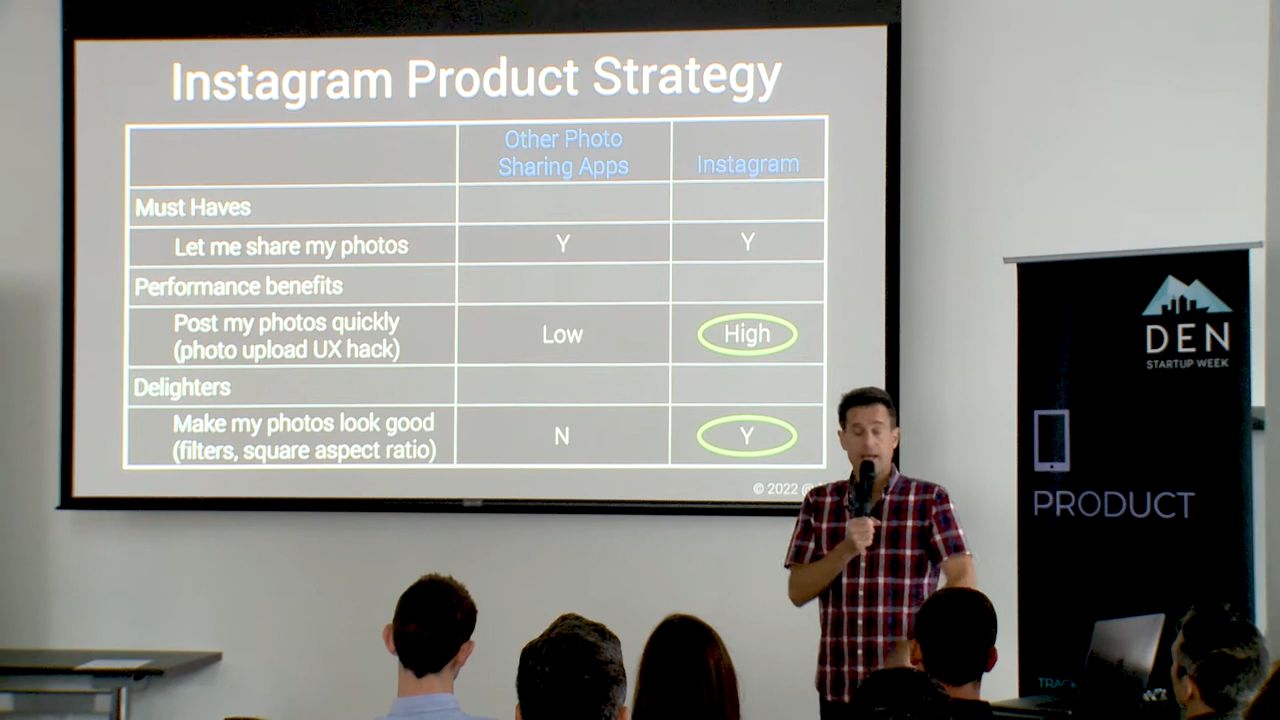 Instagram Product Strategy
Other Photo
Sharing Apps
Instagram
Must Haves
Let me share my photos
Y
Y
Performance benefits
Post my photos quickly
(photo upload UX hack)
Low
High
Delighters
Make my photos look good
(filters, square aspect ratio)
N
Y
© 2022 @
DEN
STARTUP WEEK
PRODUCT